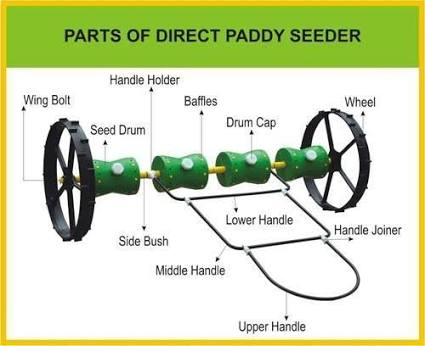 PARTS OF DIRECT PADDY SEEDER
Handle Holder
Wing Bolt
Baffles
Wheel
Seed Drum
Drum Cap
Lower Handle
Handle Joiner
Side Bush
Middle Handle
Upper Handle